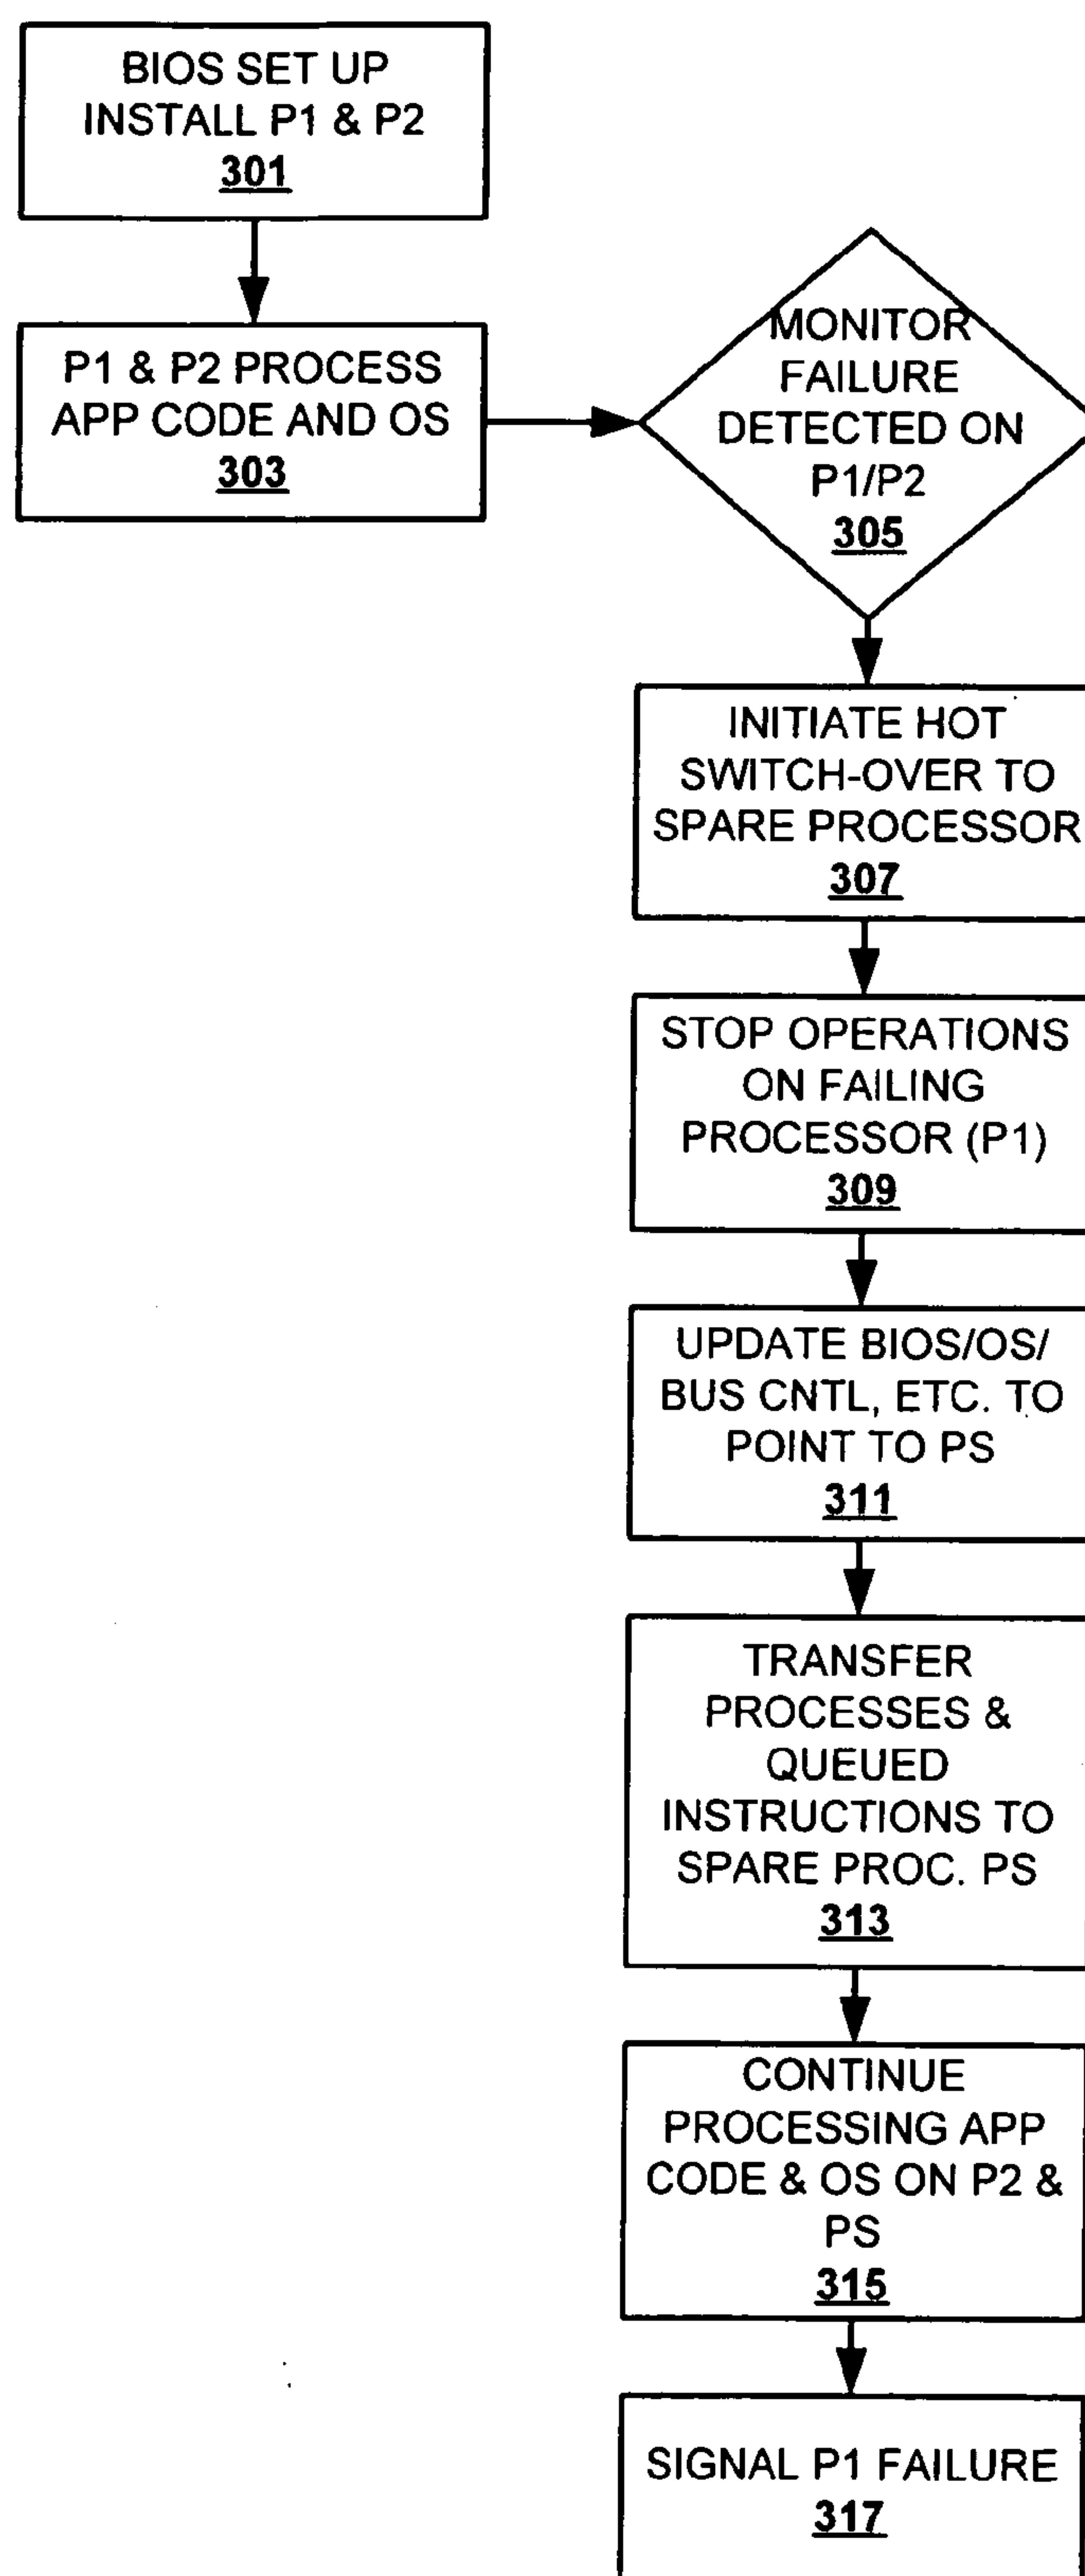 BIOS SET UP
INSTALL P1 & P2
301
P1 & P2 PROCESS
APP CODE AND OS
303
MONITOR
FAILURE
DETECTED ON
P1/P2
305
INITIATE HOT
SWITCH-OVER TO
SPARE PROCESSOR
307
STOP OPERATIONS
ON FAILING
PROCESSOR (P1)
309
UPDATE BIOS/OS/
BUS CNTL, ETC. TO
POINT TO PS
311
TRANSFER
PROCESSES &
QUEUED
INSTRUCTIONS TO
SPARE PROC. PS
313
CONTINUE
PROCESSING APP
CODE & OS ON P2 &
PS
315
SIGNAL P1 FAILURE
317